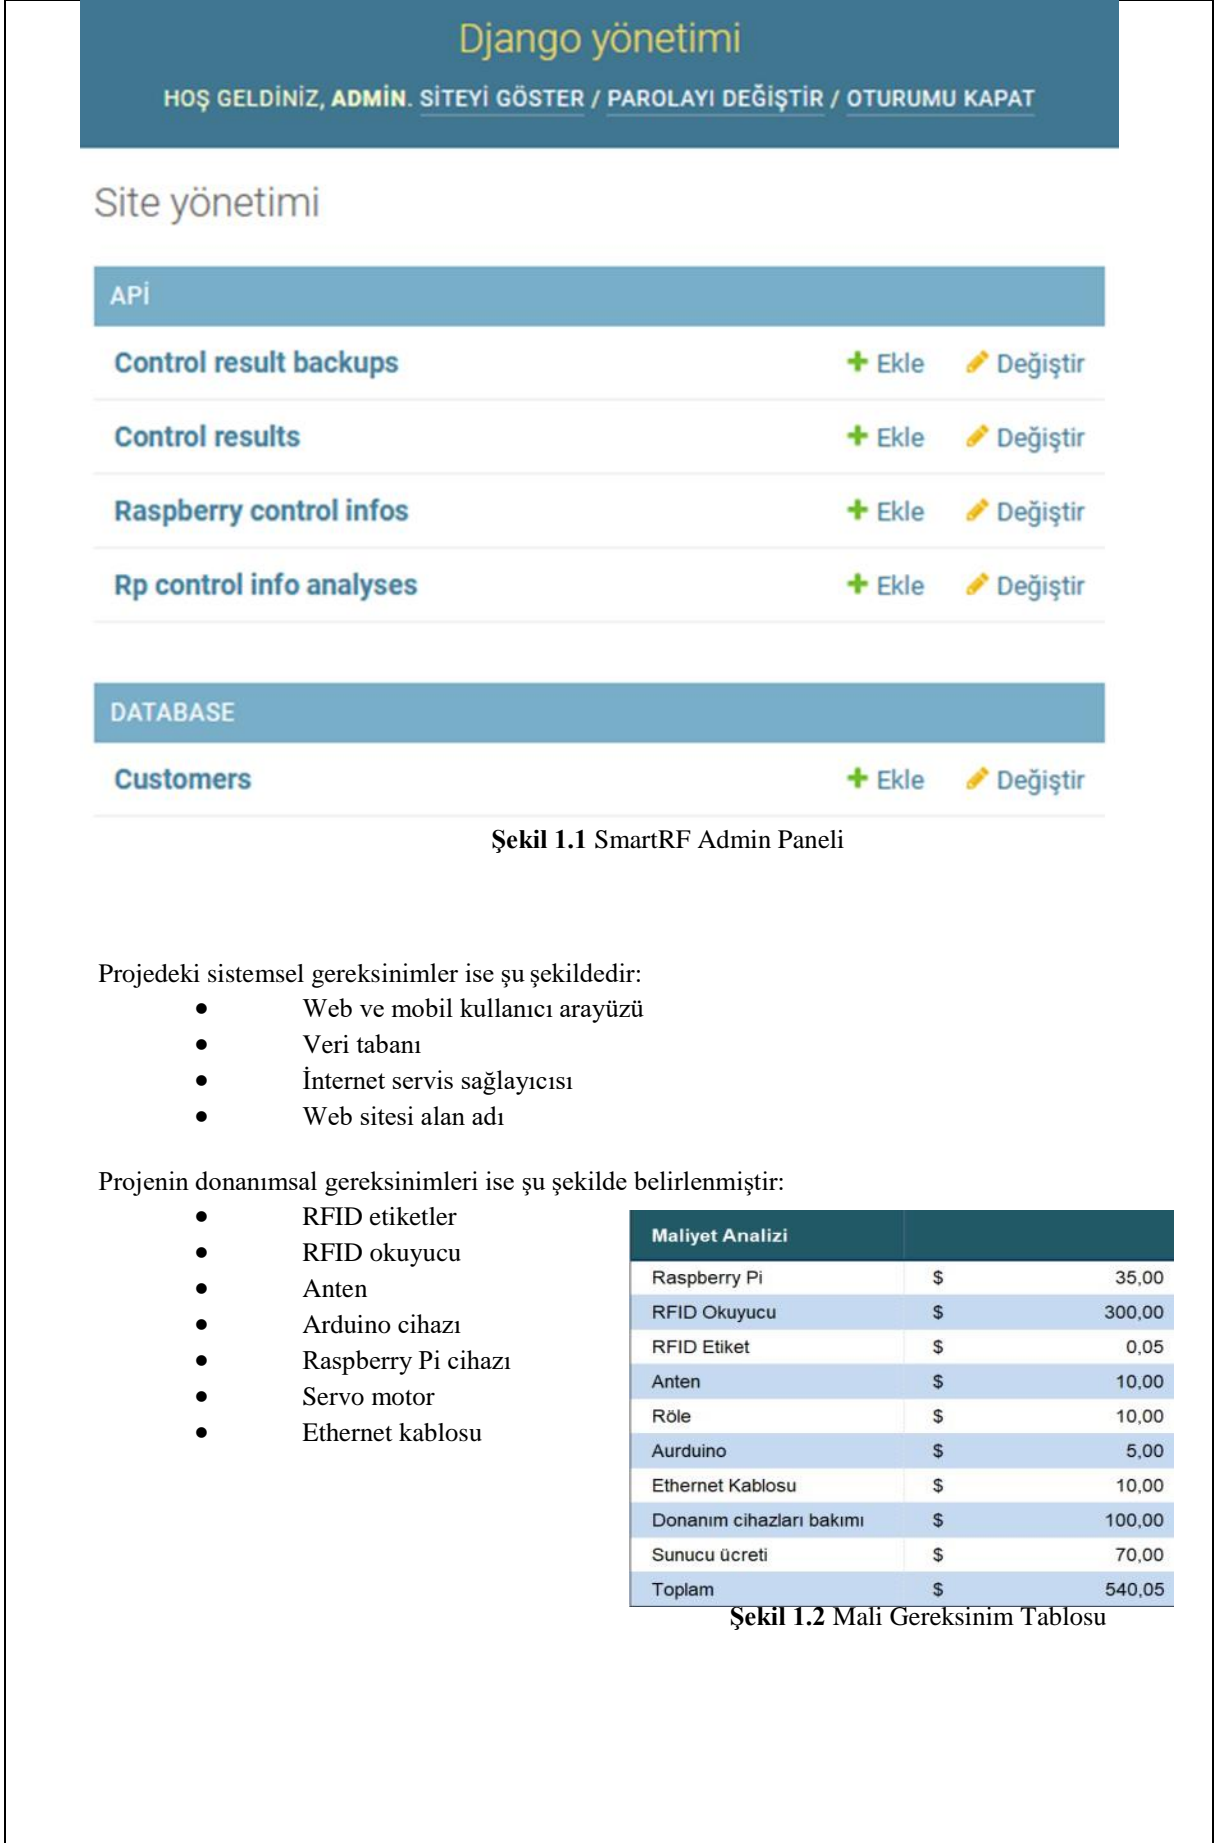 Django yönetimi
HOŞ GELDİNİZ, ADMİN. SİTEYİ GÖSTER / PAROLAYI DEĞİŞTİR / OTURUMU KAPAT
Site yönetimi
APİ
Control result backups Ekle Değiştir
Control results Ekle Değiştir
Raspberry control infos Ekle Değiştir
Rp control info analyses Ekle Değiştir
DATABASE
Customers Ekle Değiştir
Şekil 1.1 SmartRF Admin Paneli
Projedeki sistemsel gereksinimler ise şu şekildedir:
• Web ve mobil kullanıcı arayüzü
• Veri tabanı
• İnternet servis sağlayıcısı
• Web sitesi alan adı
Projenin donanımsal gereksinimleri ise şu şekilde belirlenmiştir:
• RFID etiketler
• RFID okuyucu
• Anten
• Arduino cihazı
• Raspberry Pi cihazı
• Servo motor
• Ethernet kablosu
Maliyet Analizi
Raspberry Pi $ 35,00
RFID Okuyucu $ 300,00
RFID Etiket $ 0,05
Anten $ 10,00
Röle $ 10,00
Aurduino $ 5,00
Ethernet Kablosu $ 10,00
Donanım cihazları bakımı $ 100,00
Sunucu ücreti $ 70,00
Toplam $ 540,05
Şekil 1.2 Mali Gereksinim Tablosu